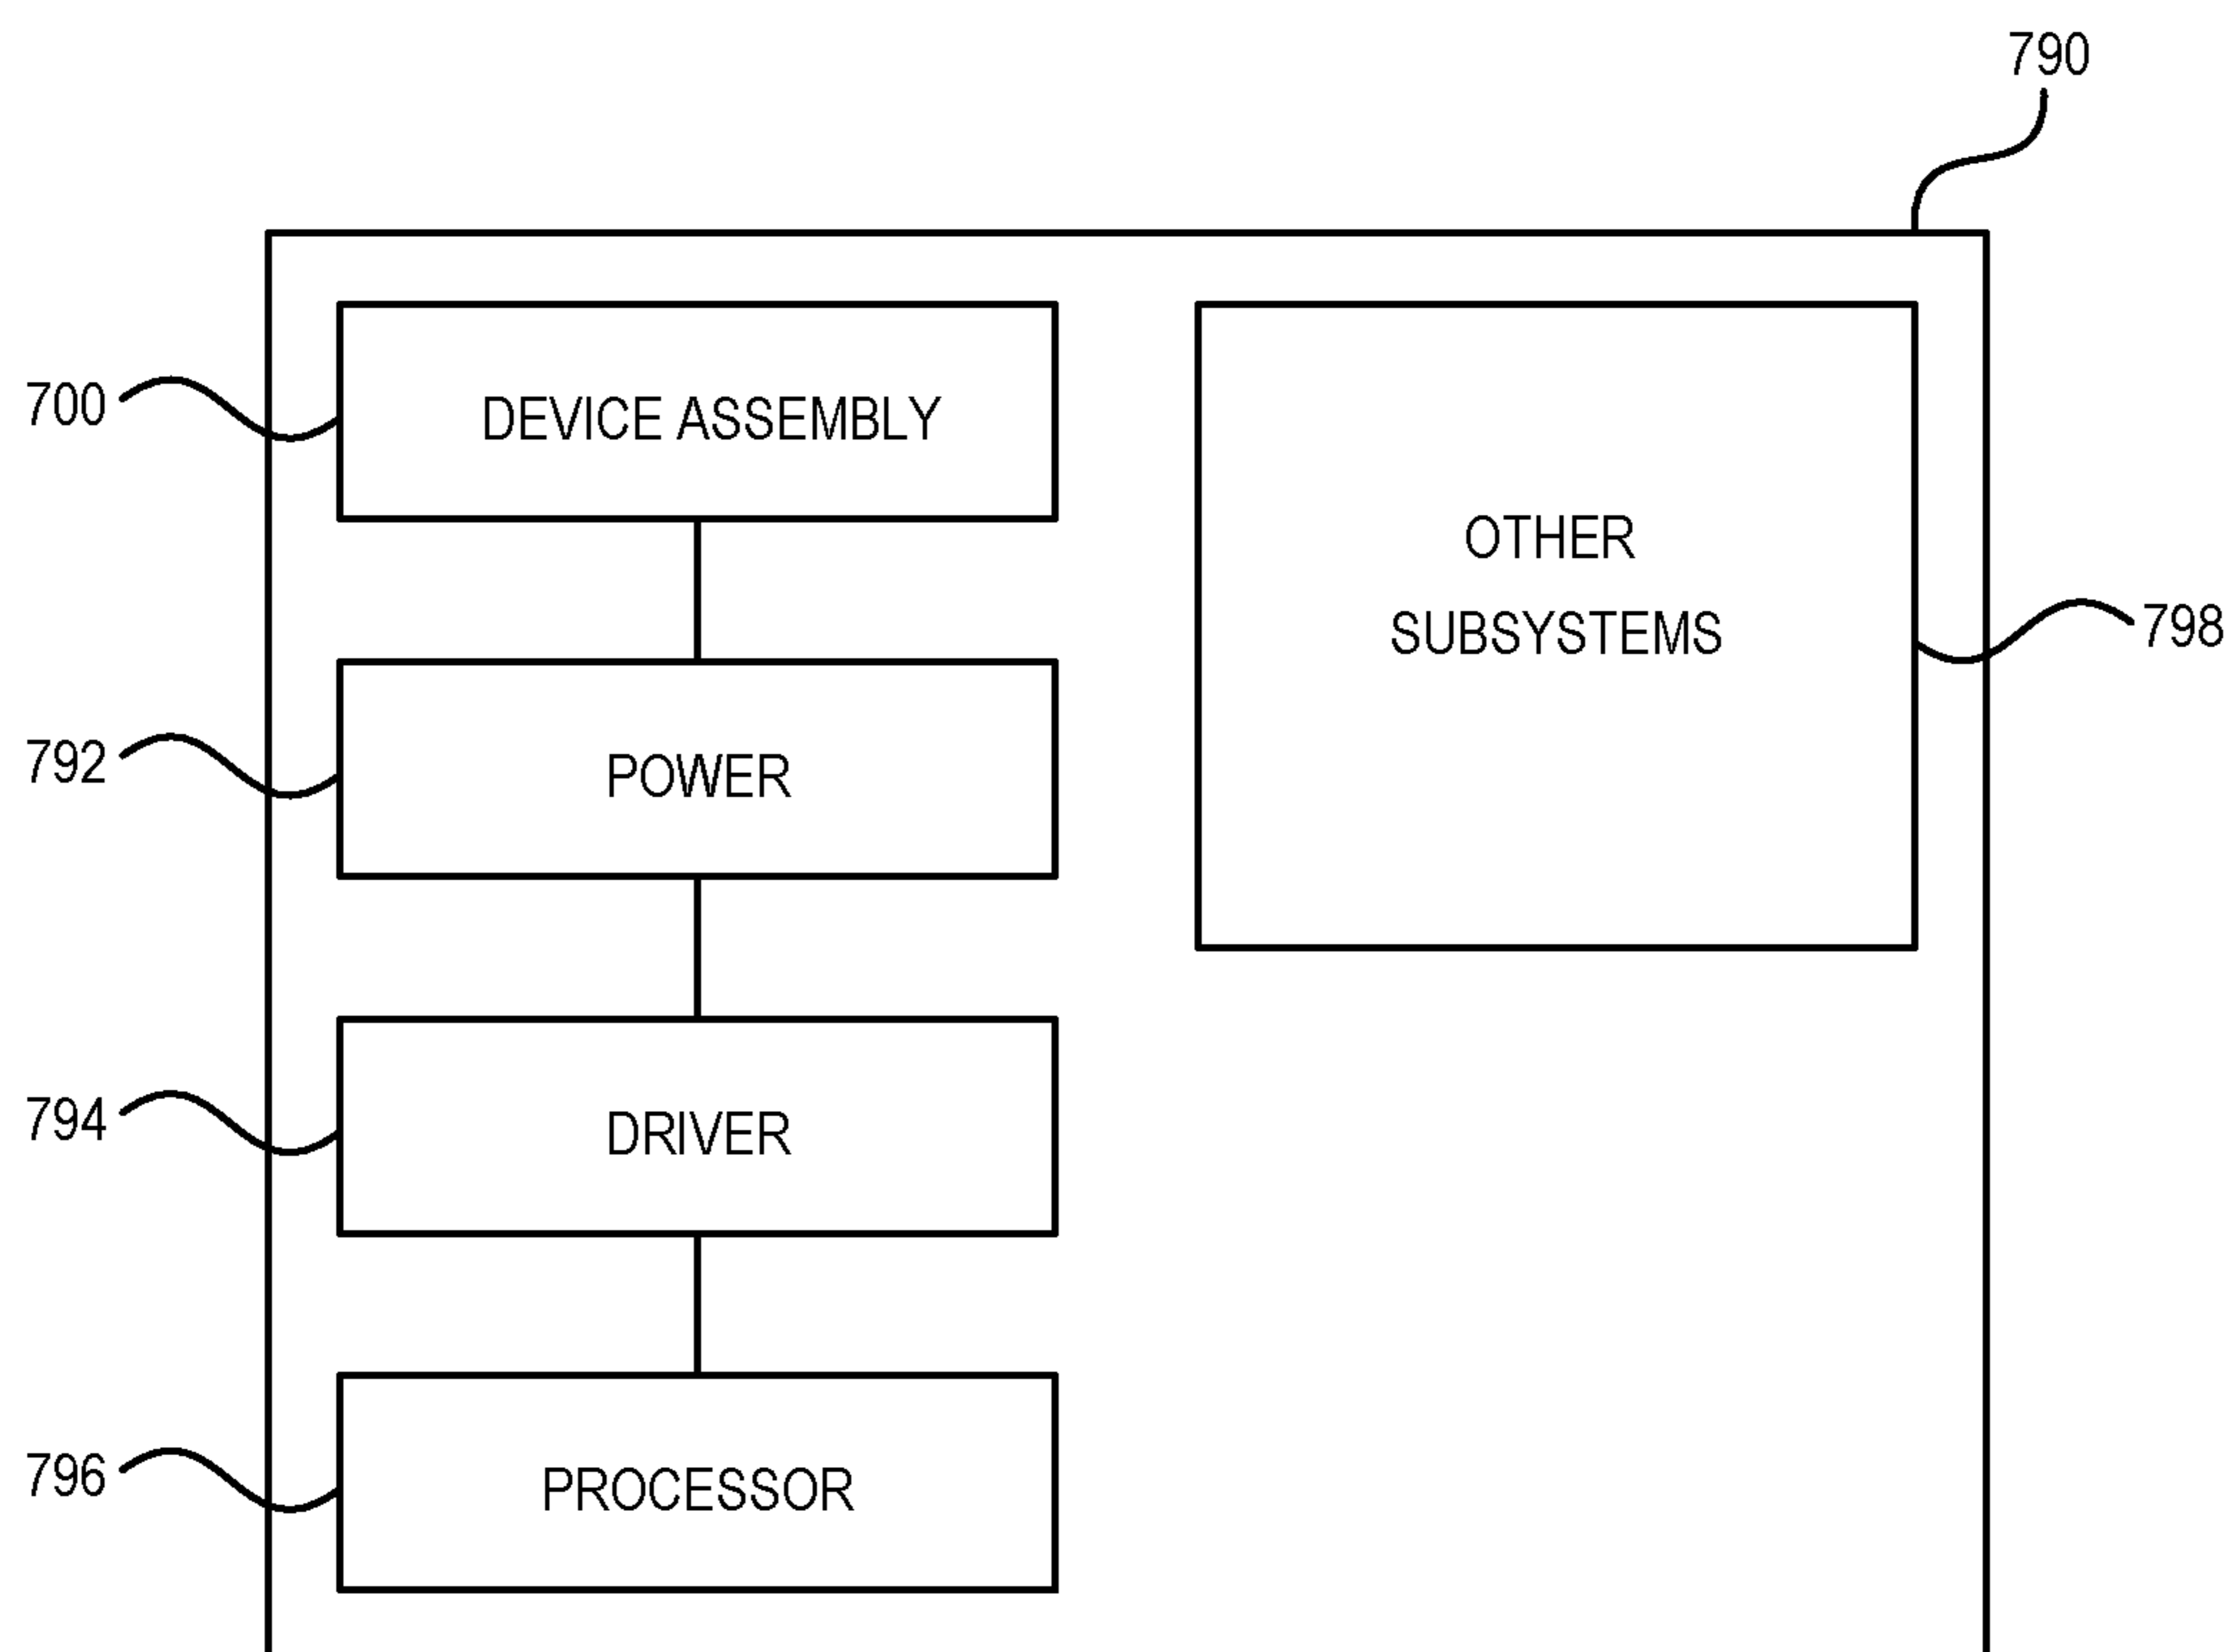 790
700
DEVICE ASSEMBLY
OTHER
SUBSYSTEMS
798
792
POWER
794
DRIVER
796
PROCESSOR